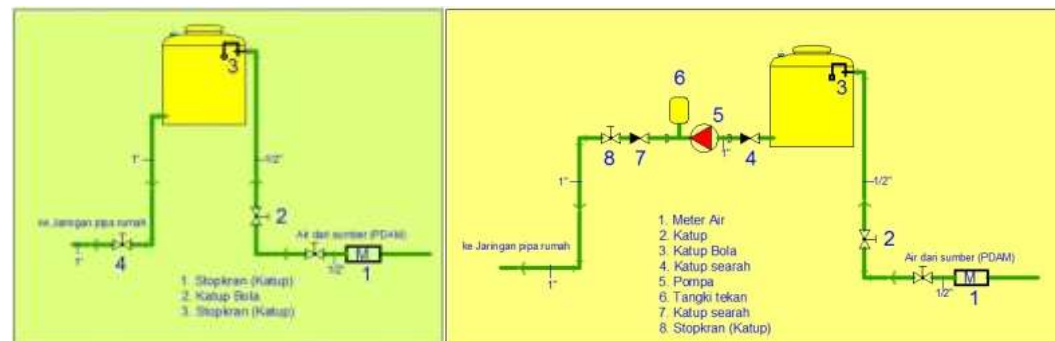 3
1"
1/2"
2
ke Jaringan pipa rumah
Air dari sumber (PDAM)
1"
4
1/2"
M
1
1. Stopkran (Katup)
2. Katup Bola
3. Stopkran (Katup)
6
5
3
8
7
1"
4
1"
1/2"
2
ke Jaringan pipa rumah
1"
1. Meter Air
2. Katup
3. Katup Bola
4. Katup searah
5. Pompa
6. Tangki tekan
7. Katup searah
8. Stopkran (Katup)
Air dari sumber (PDAM)
1/2"
M
1